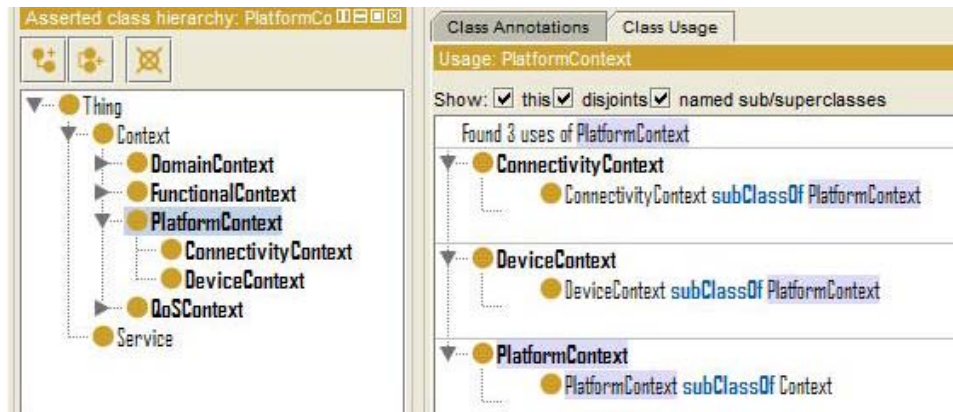 Asserted class hierarchy: PlatformCo
Thing
Context
DomainContext
FunctionalContext
PlatformContext
ConnectivityContext
DeviceContext
QoSContext
Service
Class Annotations Class Usage
Usage: PlatformContext
Show: this disjoints named sub/superclasses
Found 3 uses of PlatformContext
ConnectivityContext
ConnectivityContext subClassOf PlatformContext
DeviceContext
DeviceContext subClassOf PlatformContext
PlatformContext
PlatformContext subClassOf Context